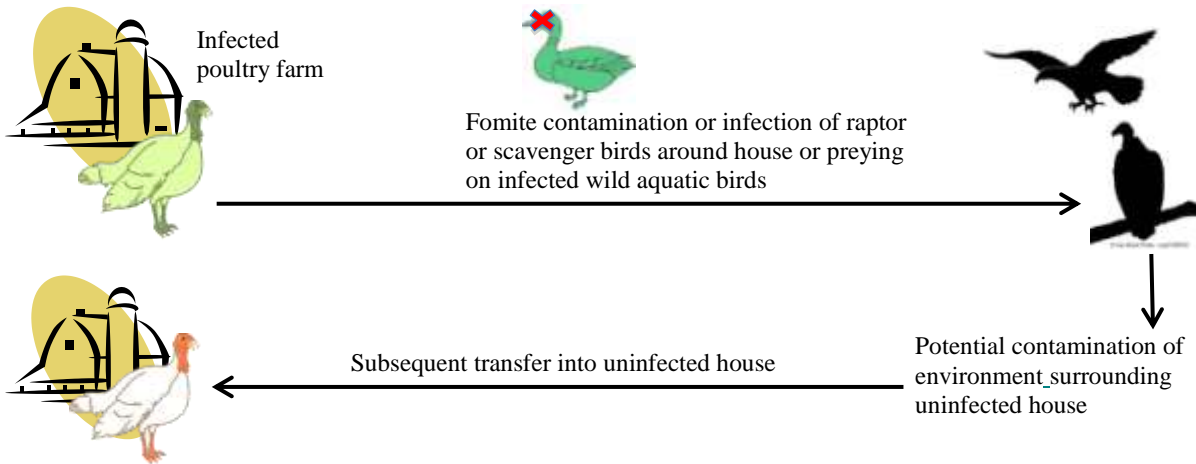 Infected
poultry farm
Fomite contamination or infection of raptor
or scavenger birds around house or preying
on infected wild aquatic birds
Subsequent transfer into uninfected house
Potential contamination of
environment surrounding
uninfected house